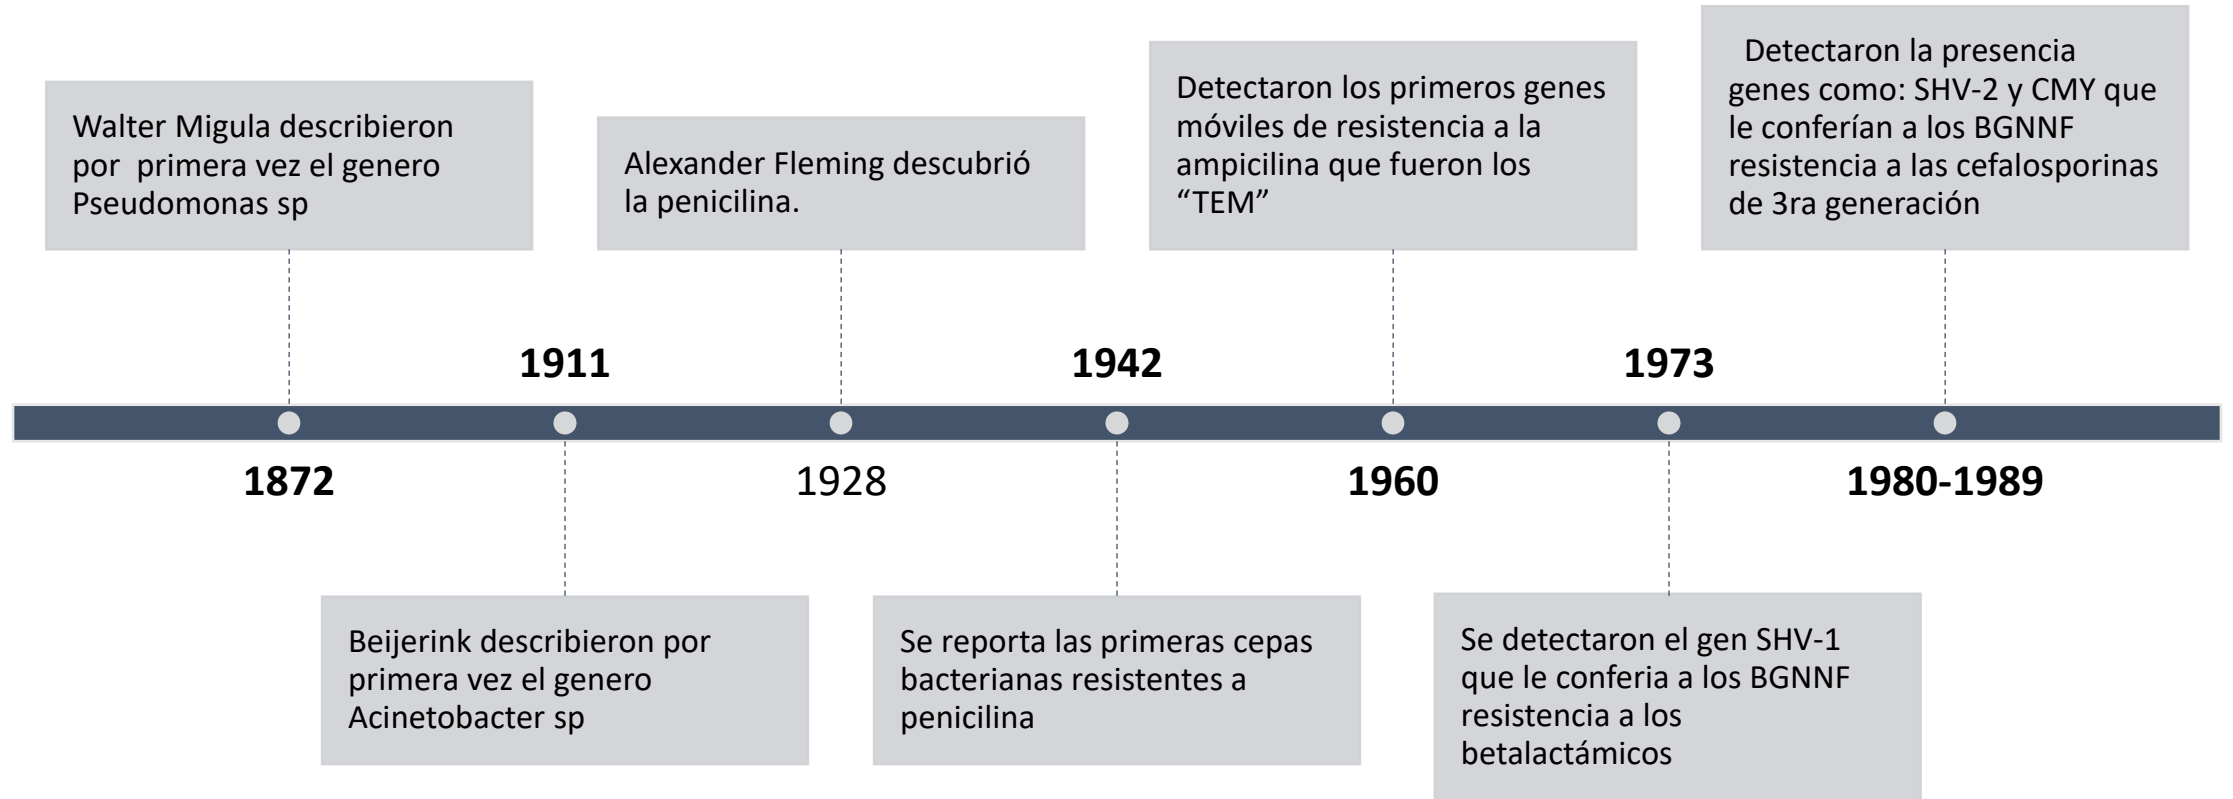 Walter Migula describieron
por  primera vez el genero
Pseudomonas sp
1872
1911
Beijerink describieron por
primera vez el genero
Acinetobacter sp
Alexander Fleming descubrió
la penicilina.
1928
1942
Se reporta las primeras cepas
bacterianas resistentes a
penicilina
Detectaron los primeros genes
móviles de resistencia a la
ampicilina que fueron los
“TEM”
1960
1973
Se detectaron el gen SHV-1
que le conferia a los BGNNF
resistencia a los
betalactámicos
Detectaron la presencia
genes como: SHV-2 y CMY que
le conferían a los BGNNF
resistencia a las cefalosporinas
de 3ra generación
1980-1989